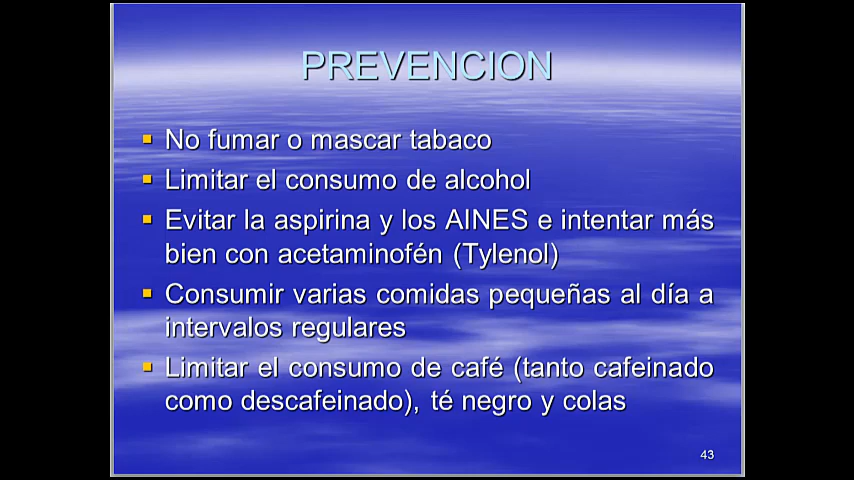 PREVENCION
No fumar o mascar tabaco
Limitar el consumo de alcohol
Evitar la aspirina y los AINES e intentar más
bien con acetaminofén (Tylenol)
Consumir varias comidas pequeñas al día a
intervalos regulares
Limitar el consumo de café (tanto cafeinado
como descafeinado), té negro y colas
43